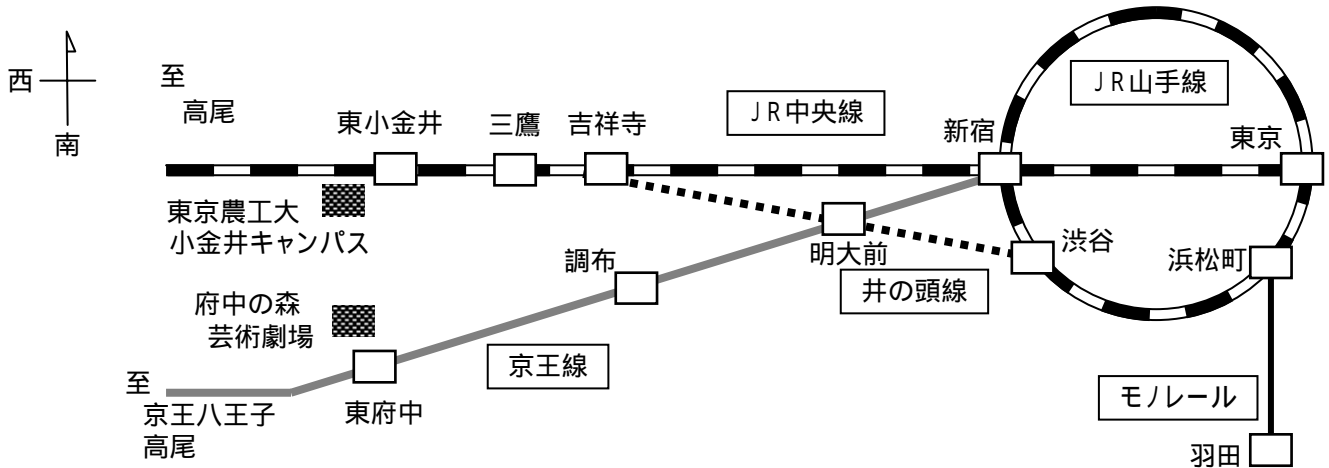 西
南
至
高尾
東小金井
三鷹
吉祥寺
JR中央線
新宿
JR山手線
東京
東京農工大
小金井キャンパス
調布
明大前
渋谷
浜松町
井の頭線
府中の森
芸術劇場
京王線
至
京王八王子
高尾
東府中
モノレール
羽田